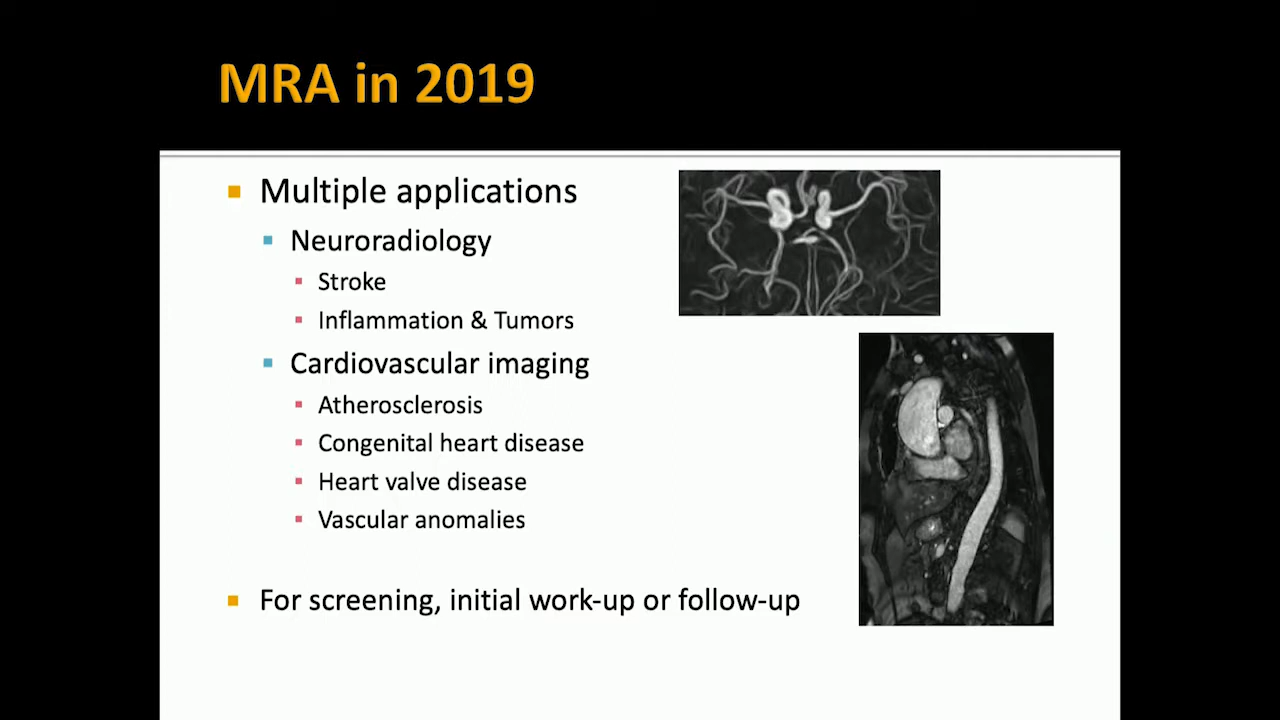 MRA in 2019
Multiple applications
Neuroradiology
Stroke
Inflammation & Tumors
Cardiovascular imaging
Atherosclerosis
Congenital heart disease
Heart valve disease
Vascular anomalies
For screening, initial work-up or follow-up